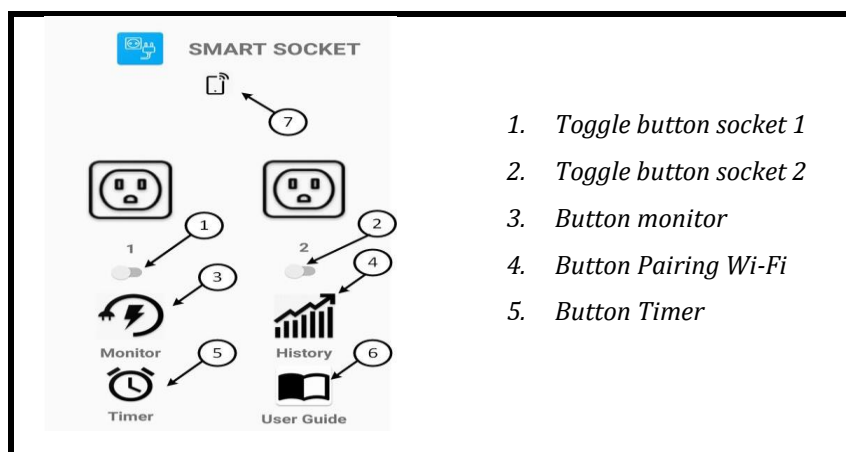 SMART SOCKET
7
1
2
1 2
4
3
Monitor 5 History 6
Timer User Guide
1. Toggle button socket 1
2. Toggle button socket 2
3. Button monitor
4. Button Pairing Wi-Fi
5. Button Timer